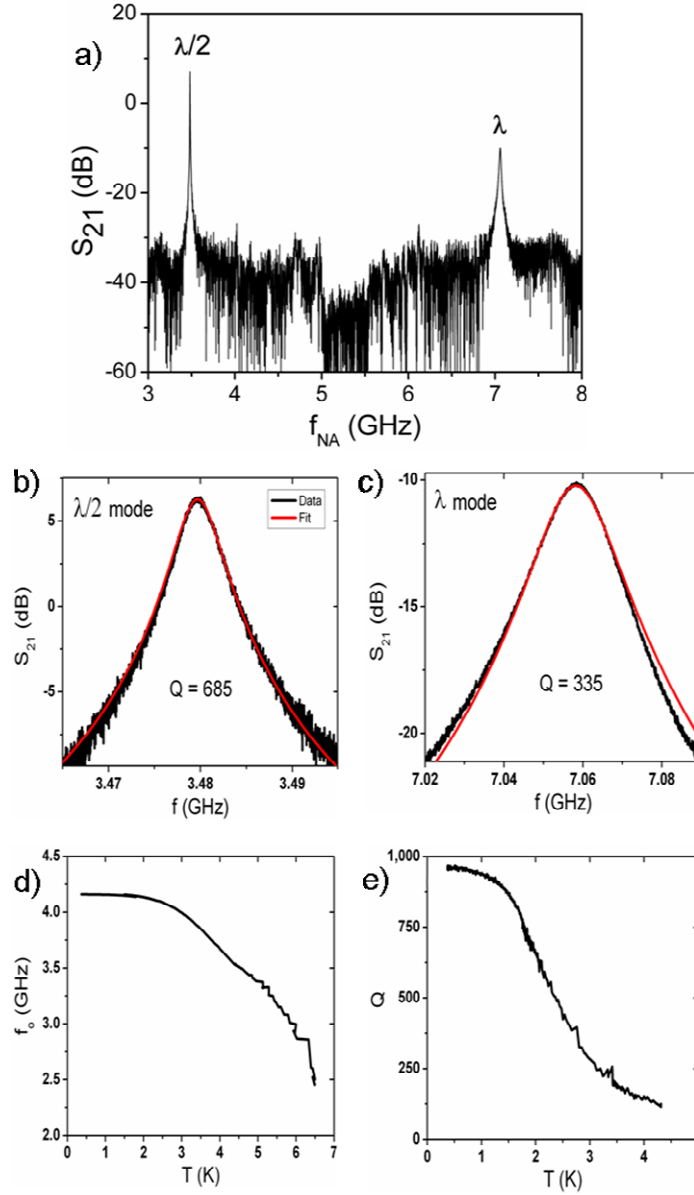 a)
20
0
-20
-40
-60
S21 (dB)
λ/2
λ
3 4 5 6 7 8
fNA (GHz)
b)
λ/2 mode
Data
Fit
5
0
-5
S21 (dB)
Q = 685
3.47 3.48 3.49
f (GHz)
c)
λ mode
-10
-15
-20
S21 (dB)
Q = 335
7.02 7.04 7.06 7.08
f (GHz)
d)
4.5
4.0
3.5
3.0
2.5
2.0
fo (GHz)
0 1 2 3 4 5 6 7
T (K)
e)
1,000
750
500
250
0
Q
0 1 2 3 4
T (K)